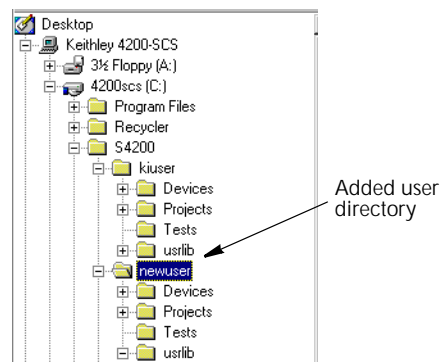 Desktop
Keithley 4200-SCS
3½ Floppy (A:)
4200scs (C:)
Program Files
Recycler
S4200
kiuser
Devices
Projects
Tests
usrlib
newuser
Devices
Projects
Tests
usrlib
Added user
directory